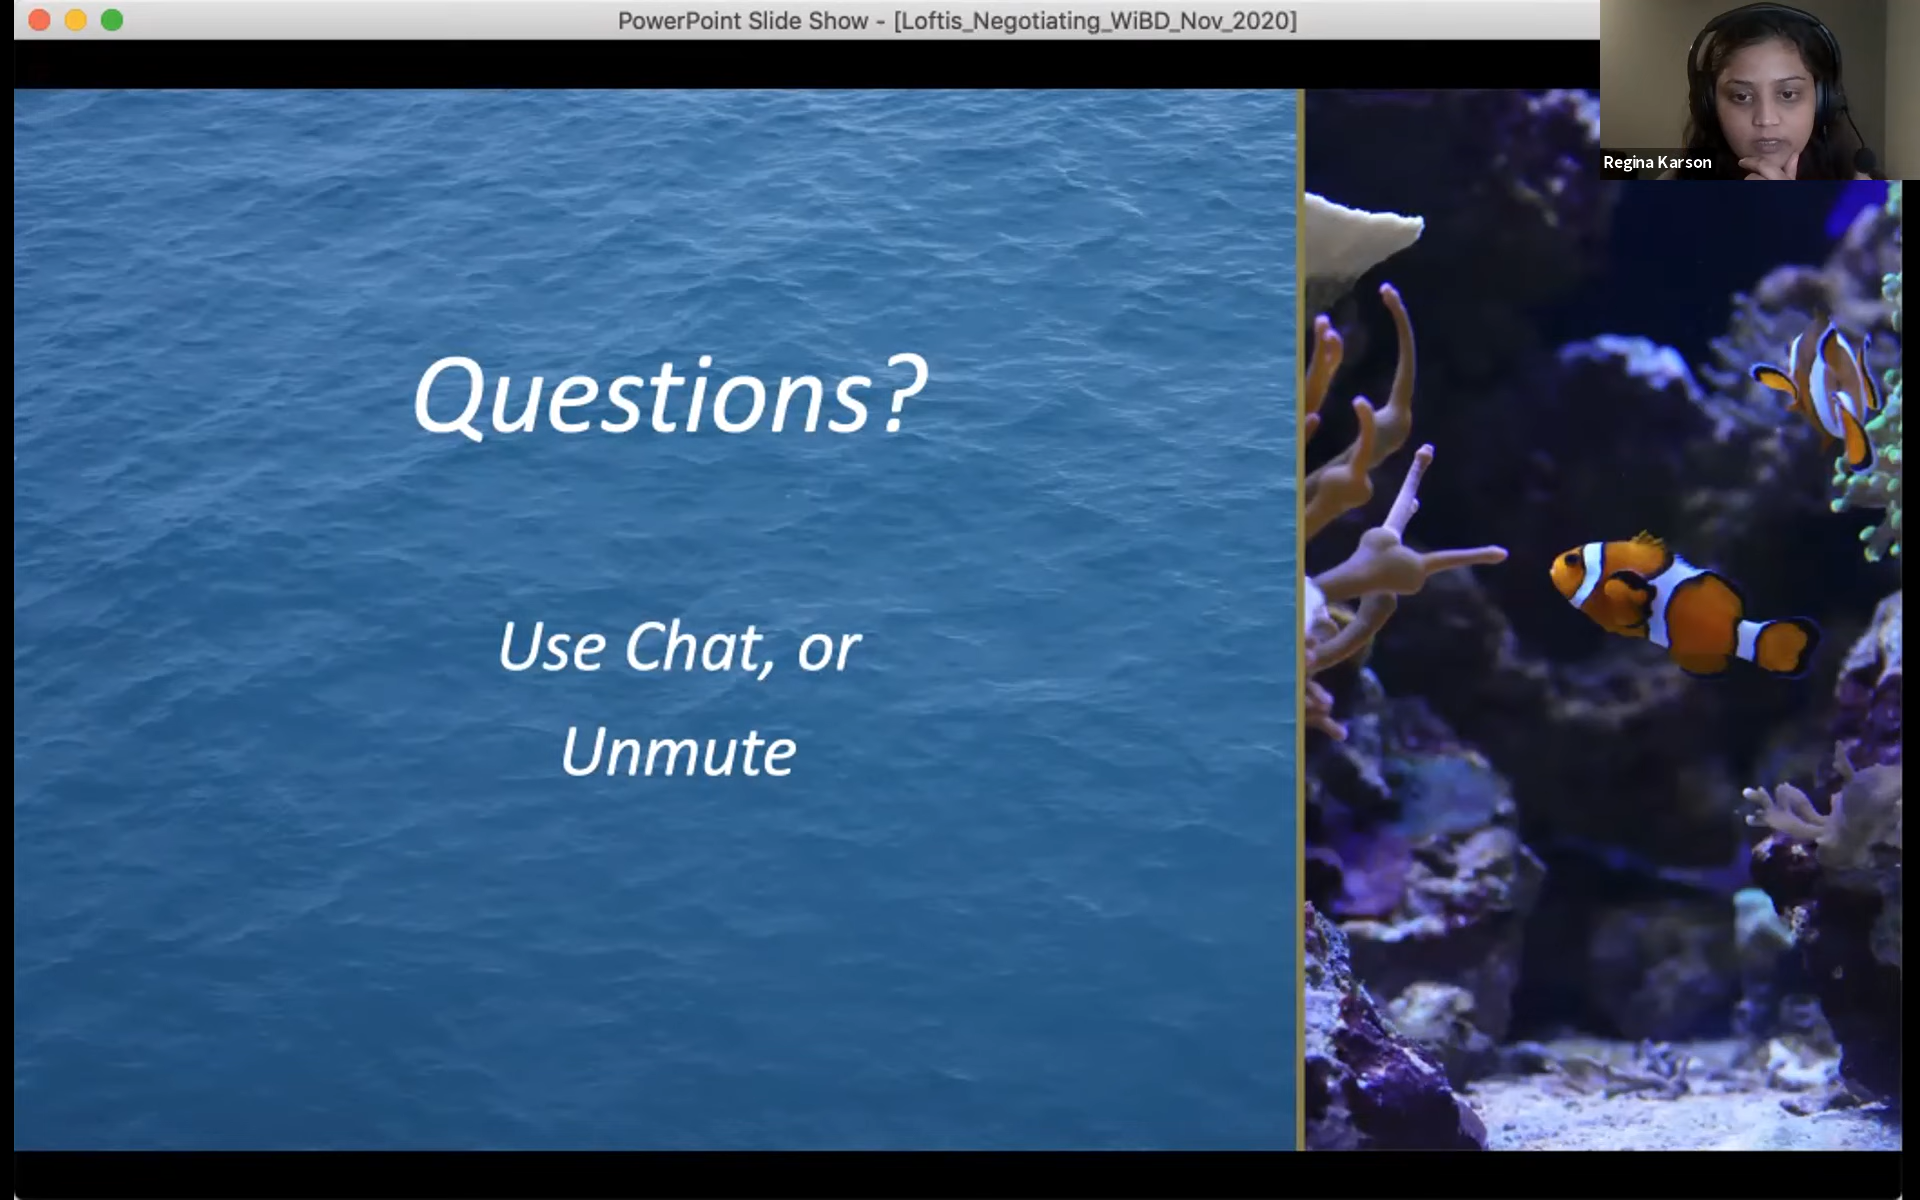 PowerPoint Slide Show - [Loftis_Negotiating_WiBD_Nov_2020]
Regina Karson
Questions?
Use Chat, or
Unmute